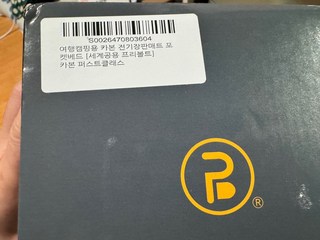 S0026470803604
여행캠핑용 카본 전기장판매트 포
켓베드 [세계공용 프리볼트]
카본 퍼스트클래스
®